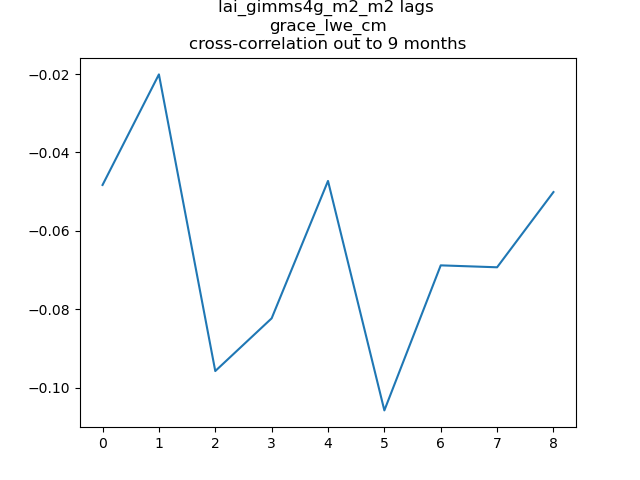 lai_gimms4g_m2_m2 lags
grace_lwe_cm
cross-correlation out to 9 months
−0.02
−0.04
−0.06
−0.08
−0.10
0 1 2 3 4 5 6 7 8